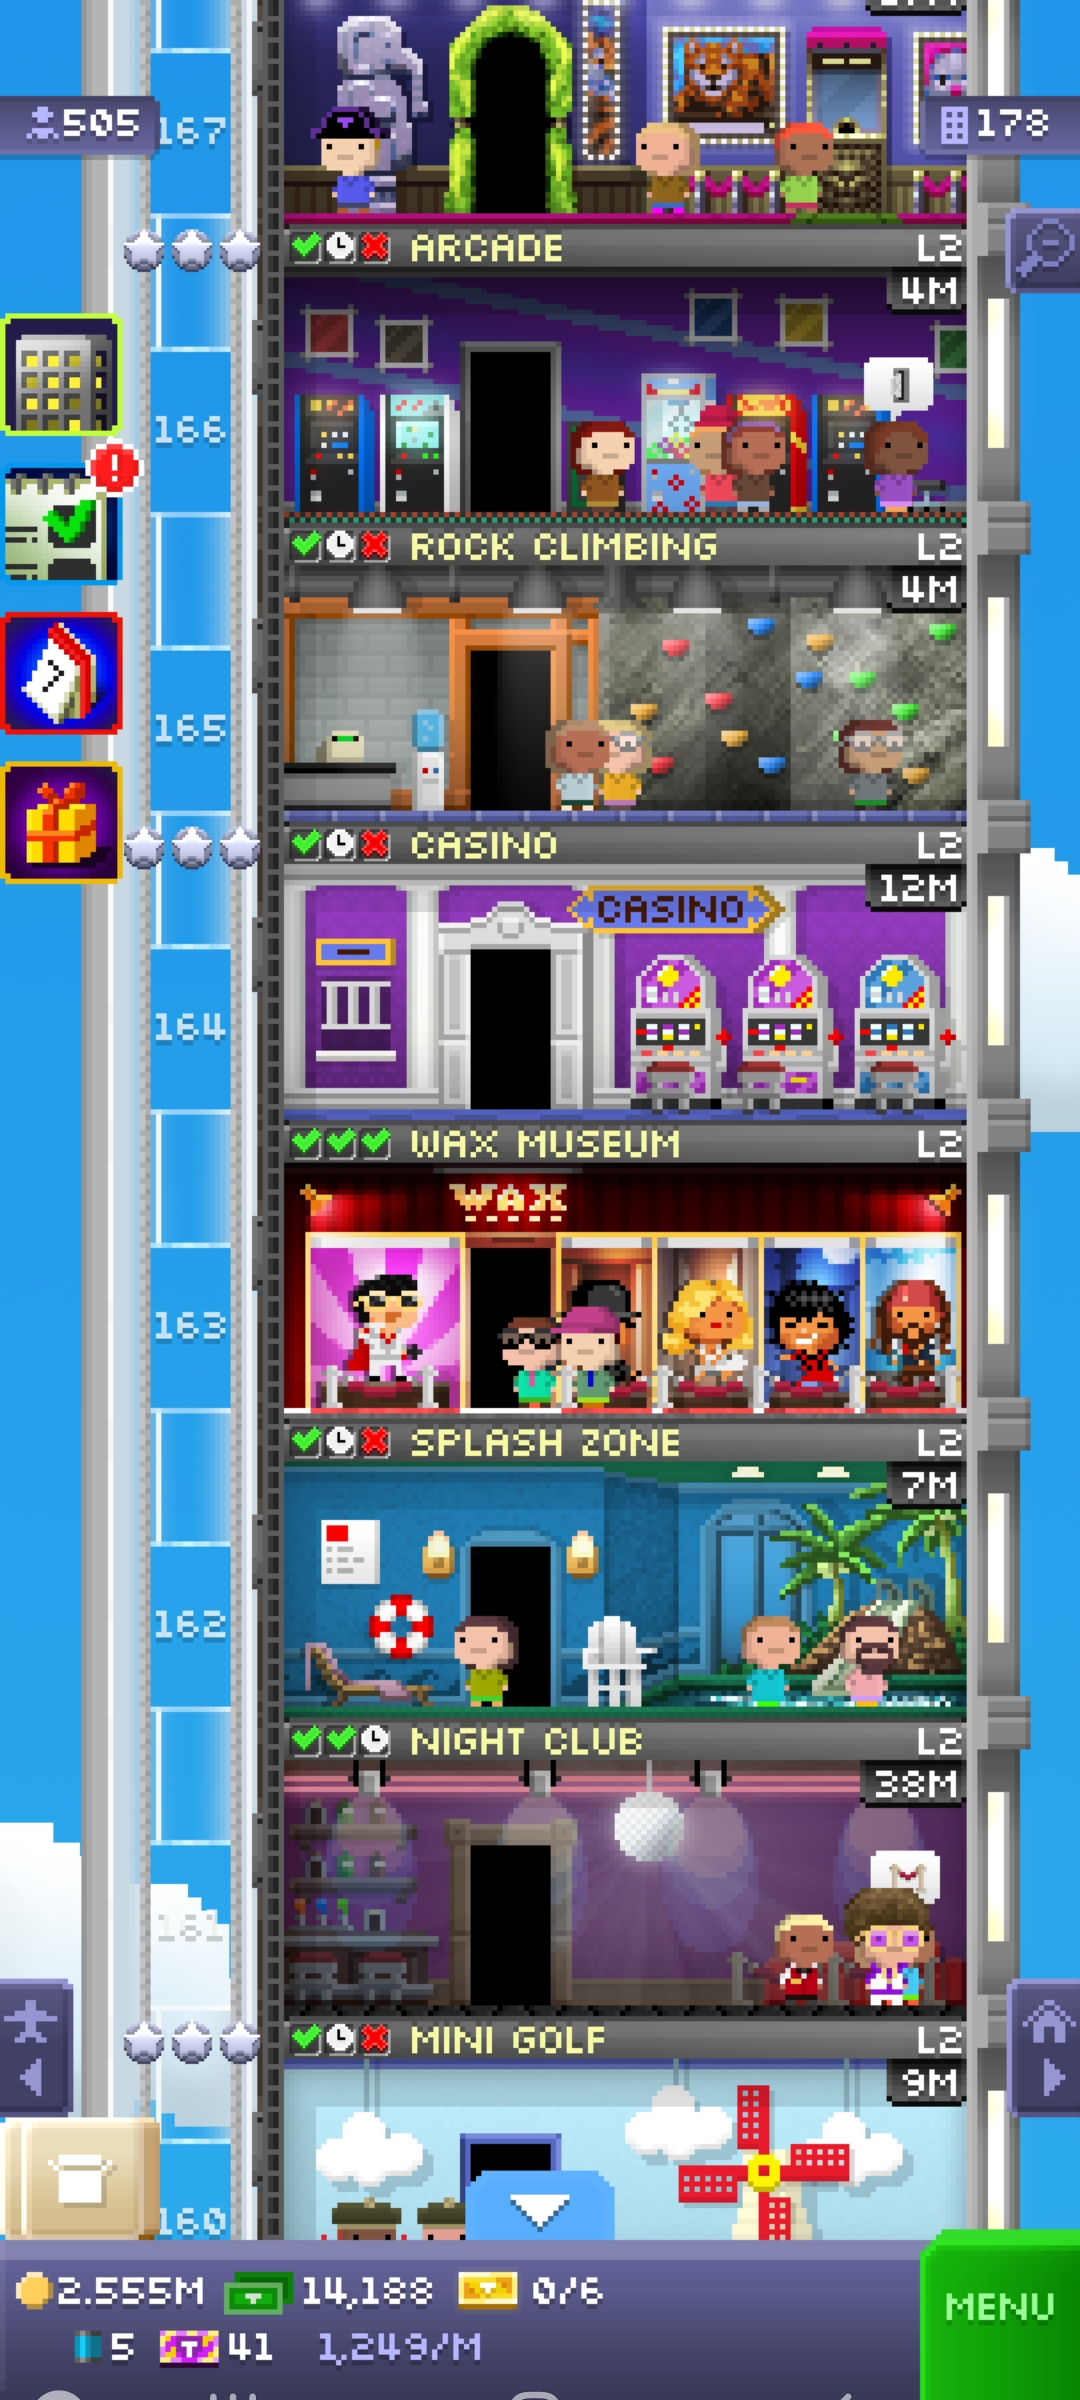 505
167
178
ARCADE L2
4M
166
ROCK CLIMBING L2
4M
165
7
CASINO L2
12M
CASINO
164
WAX MUSEUM L2
WAX
163
SPLASH ZONE L2
7M
162
NIGHT CLUB L2
38M
161
MINI GOLF L2
9M
160
2.555M 14,188 0/6
MENU
5 41 1,249/M